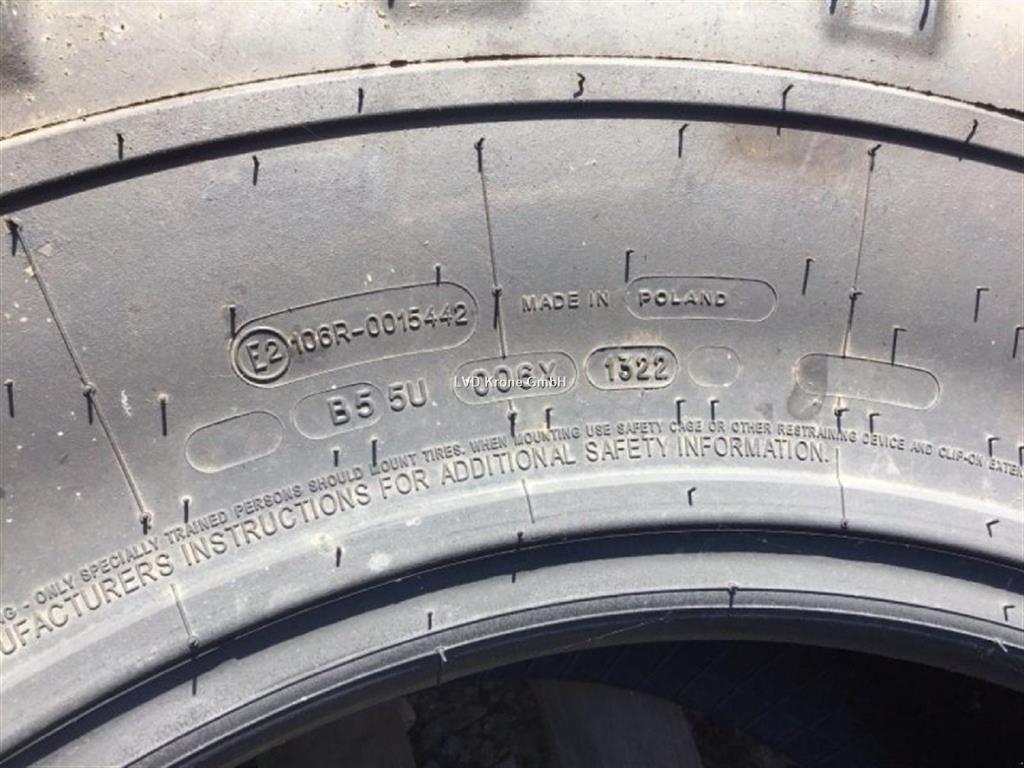 MADE IN POLAND
E2 106R-0015442
B5 5U 006Y 1322
LVD Krone GmbH
- ONLY SPECIALLY TRAINED PERSONS SHOULD MOUNT TIRES. WHEN MOUNTING USE SAFETY CAGE OR OTHER RESTRAINING DEVICE AND CLIP-ON EXTEN
UFACTURERS INSTRUCTIONS FOR ADDITIONAL SAFETY INFORMATION.